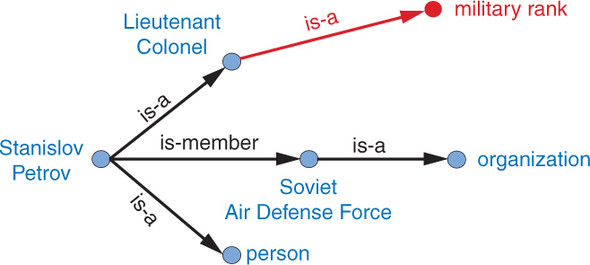 is-a
military rank
Lieutenant
Colonel
is-a
is-member
is-a
Stanislov
Petrov
organization
Soviet
Air Defense Force
is-a
person